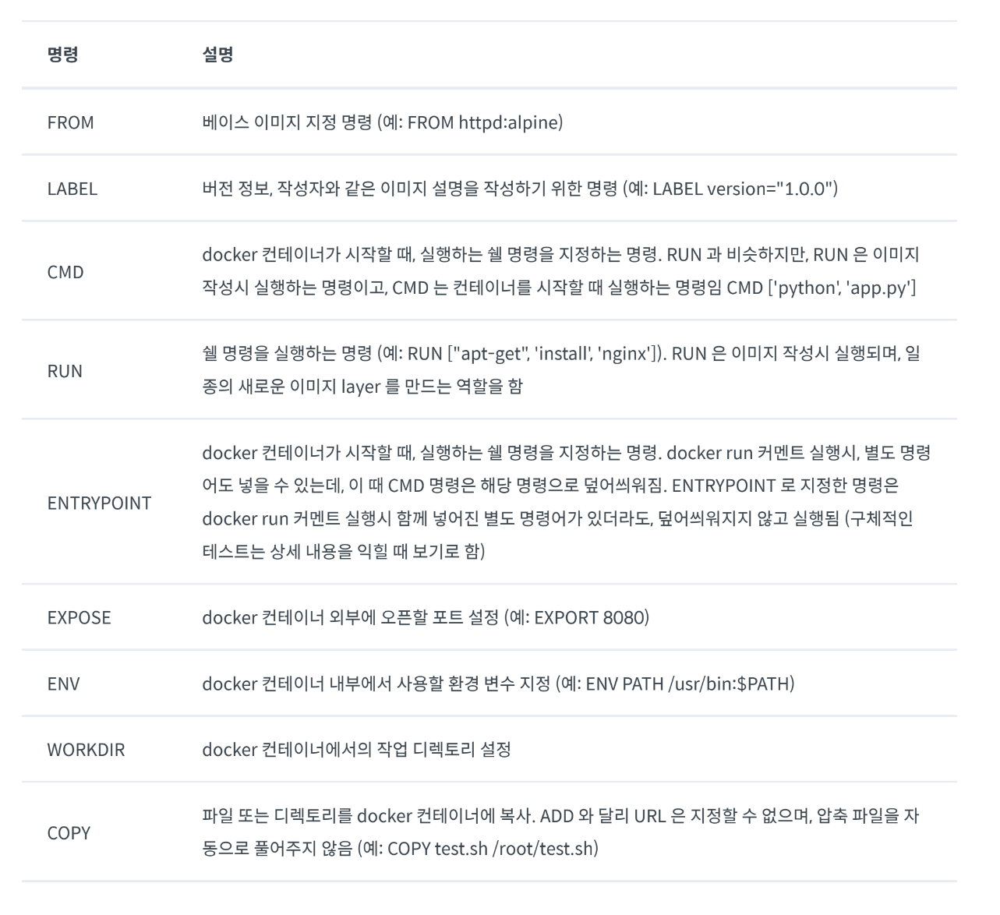 명령 설명
FROM 베이스 이미지 지정 명령 (예: FROM httpd:alpine)
LABEL 버전 정보, 작성자와 같은 이미지 설명을 작성하기 위한 명령 (예: LABEL version="1.0.0")
CMD docker 컨테이너가 시작할 때, 실행하는 쉘 명령을 지정하는 명령. RUN 과 비슷하지만, RUN 은 이미지
작성시 실행하는 명령이고, CMD 는 컨테이너를 시작할 때 실행하는 명령임 CMD ['python', 'app.py']
RUN 쉘 명령을 실행하는 명령 (예: RUN ["apt-get", 'install', 'nginx']). RUN 은 이미지 작성시 실행되며, 일
종의 새로운 이미지 layer 를 만드는 역할을 함
ENTRYPOINT docker 컨테이너가 시작할 때, 실행하는 쉘 명령을 지정하는 명령. docker run 커멘트 실행시, 별도 명령
어도 넣을 수 있는데, 이 때 CMD 명령은 해당 명령으로 덮어씌워짐. ENTRYPOINT 로 지정한 명령은
docker run 커멘트 실행시 함께 넣어진 별도 명령어가 있더라도, 덮어씌워지지 않고 실행됨 (구체적인
테스트는 상세 내용을 익힐 때 보기로 함)
EXPOSE docker 컨테이너 외부에 오픈할 포트 설정 (예: EXPORT 8080)
ENV docker 컨테이너 내부에서 사용할 환경 변수 지정 (예: ENV PATH /usr/bin:$PATH)
WORKDIR docker 컨테이너에서의 작업 디렉토리 설정
COPY 파일 또는 디렉토리를 docker 컨테이너에 복사. ADD 와 달리 URL 은 지정할 수 없으며, 압축 파일을 자
동으로 풀어주지 않음 (예: COPY test.sh /root/test.sh)